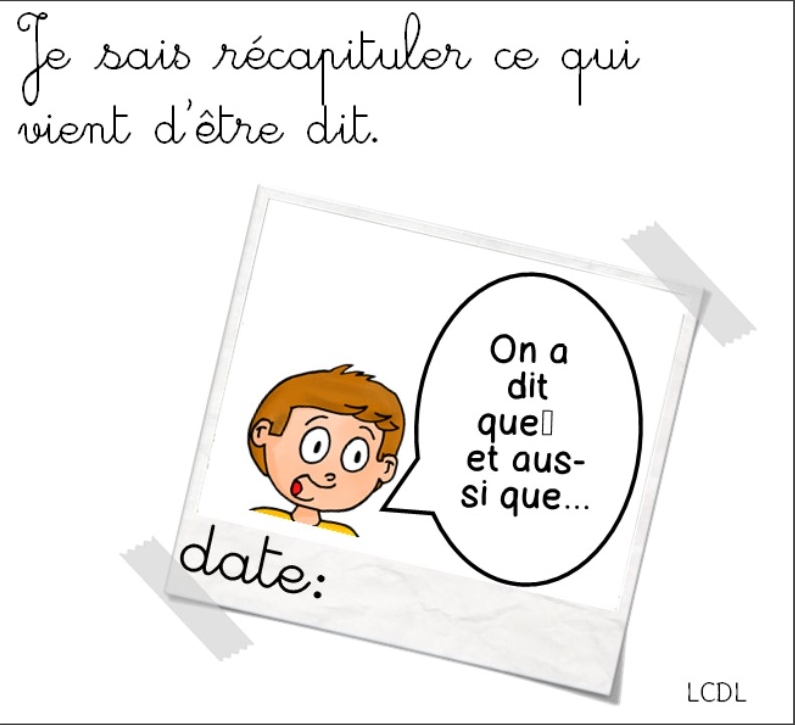 Je sais récapituler ce qui
vient d'être dit.
On a
dit
que▯
et aus-
si que...
date:
LCDL